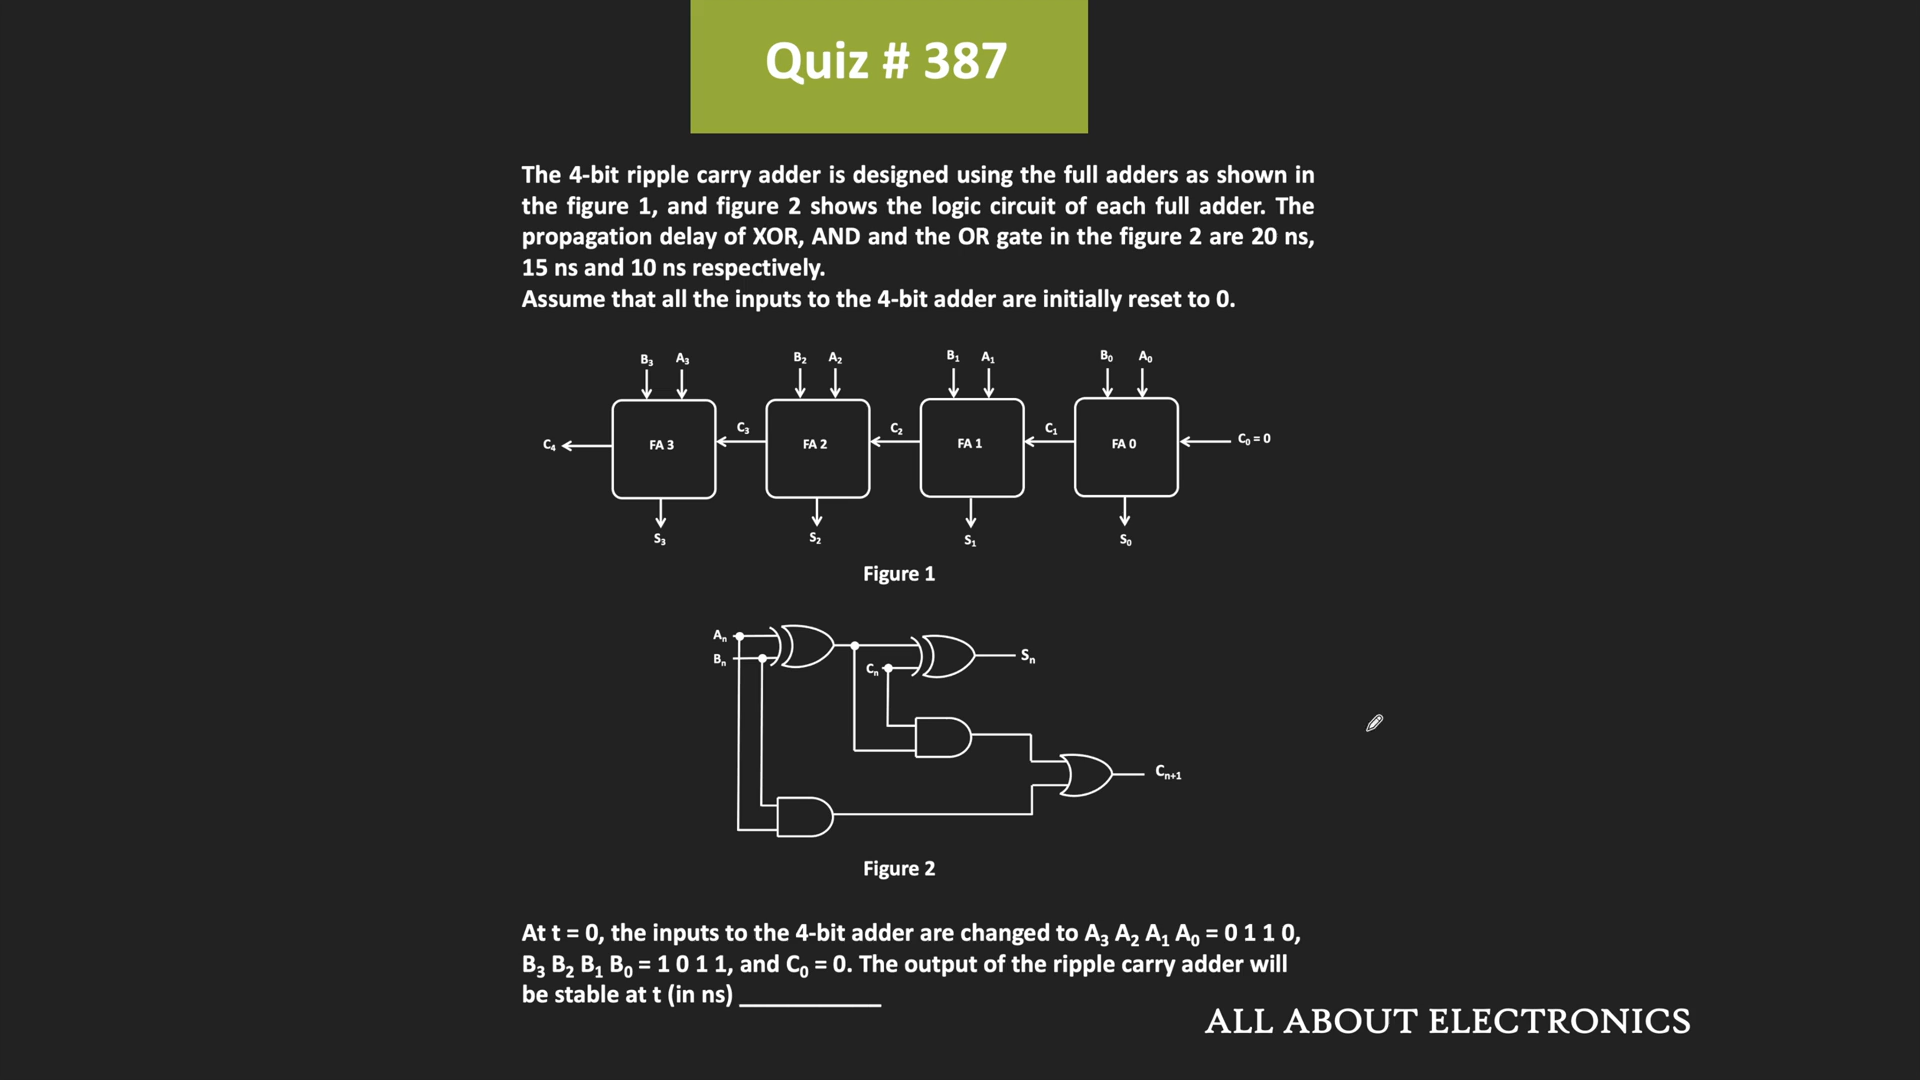 Quiz # 387
The 4-bit ripple carry adder is designed using the full adders as shown in
the figure 1, and figure 2 shows the logic circuit of each full adder. The
propagation delay of XOR, AND and the OR gate in the figure 2 are 20 ns,
15 ns and 10 ns respectively.
Assume that all the inputs to the 4-bit adder are initially reset to 0.
B₃ A₃ B₂ A₂ B₁ A₁ B₀ A₀
C₄ FA 3 C₃ FA 2 C₂ FA 1 C₁ FA 0 C₀ = 0
S₃ S₂ S₁ S₀
Figure 1
Aₙ
Bₙ Sₙ
Cₙ
Cₙ₊₁
Figure 2
At t = 0, the inputs to the 4-bit adder are changed to A₃ A₂ A₁ A₀ = 0 1 1 0,
B₃ B₂ B₁ B₀ = 1 0 1 1, and C₀ = 0. The output of the ripple carry adder will
be stable at t (in ns) ____________
ALL ABOUT ELECTRONICS